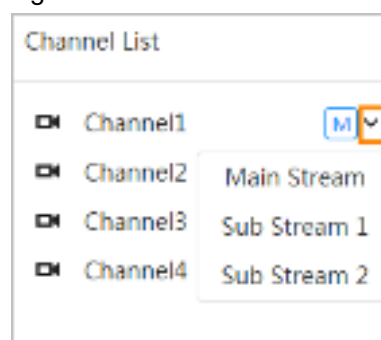 Channel List
Channel1 M
Channel2
Main Stream
Channel3
Sub Stream 1
Channel4
Sub Stream 2